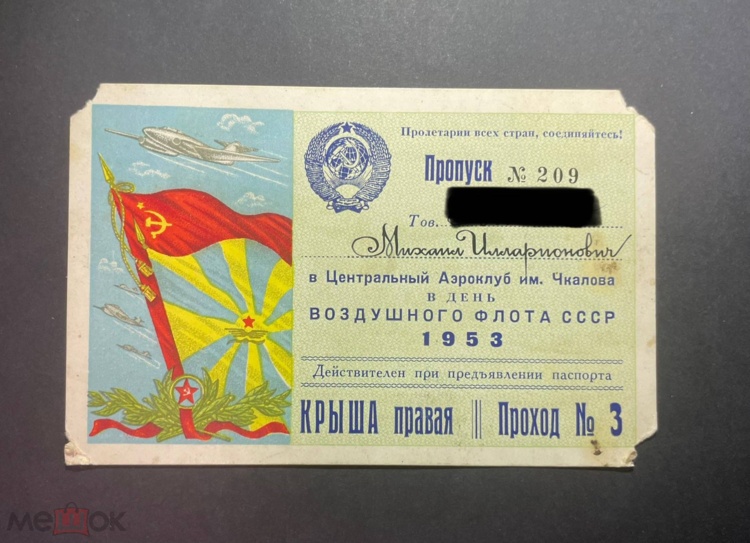 Пролетарии всех стран, соединяйтесь!
Пропуск № 209
Тов.
Михаил Илларионович
в Центральный Аэроклуб им. Чкалова
В ДЕНЬ
ВОЗДУШНОГО ФЛОТА СССР
1953
Действителен при предъявлении паспорта
КРЫША правая || Проход № 3
мешок